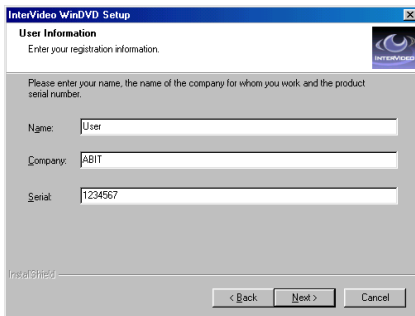 InterVideo WinDVD Setup
User Information
Enter your registration information.
INTERVIDEO
Please enter your name, the name of the company for whom you work and the product
serial number.
Name: User
Company: ABIT
Serial: 1234567
InstallShield
< Back Next > Cancel